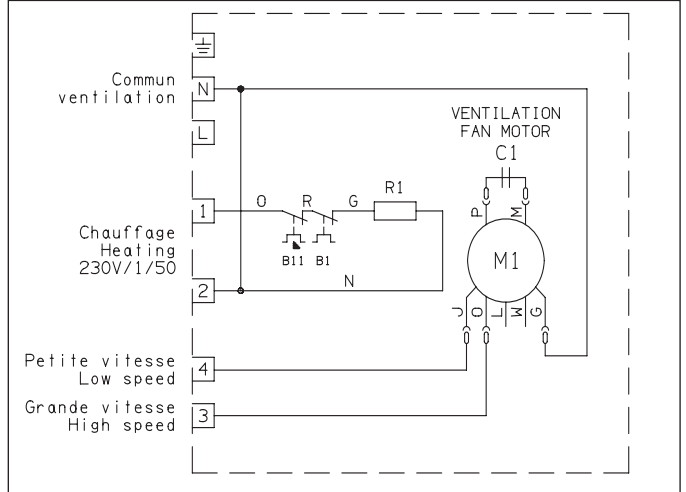 Commun
ventilation
N
L
VENTILATION
FAN MOTOR
C1
P
M
M1
J
O
L
W
G
Chauffage
Heating
230V/1/50
1
2
O
R
G
R1
B11
B1
N
Petite vitesse
Low speed
4
Grande vitesse
High speed
3